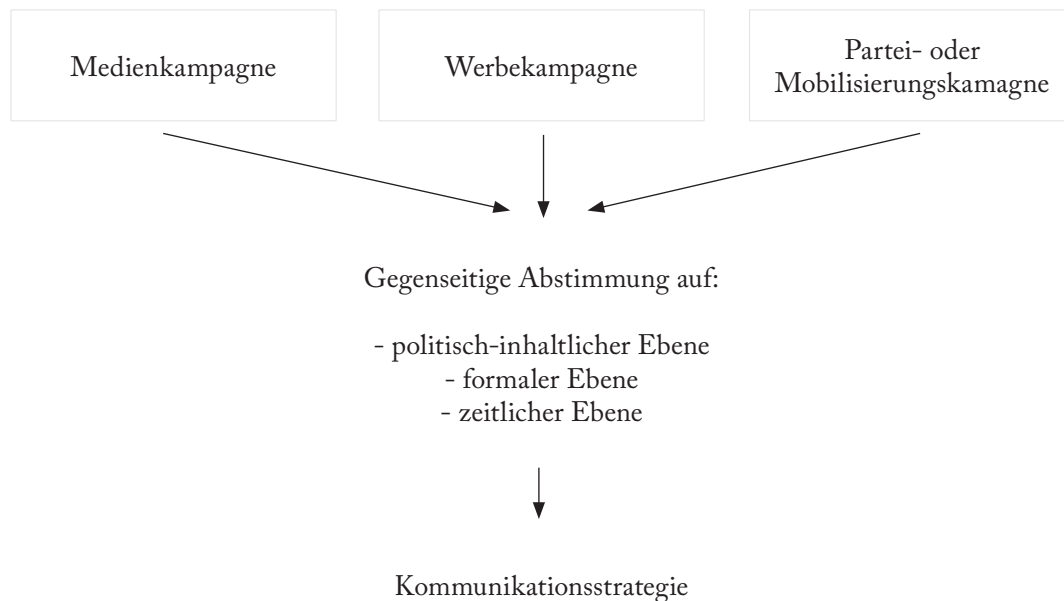 Medienkampagne
Werbekampagne
Partei- oder
Mobilisierungskamagne
Gegenseitige Abstimmung auf:
- politisch-inhaltlicher Ebene
- formaler Ebene
- zeitlicher Ebene
Kommunikationsstrategie